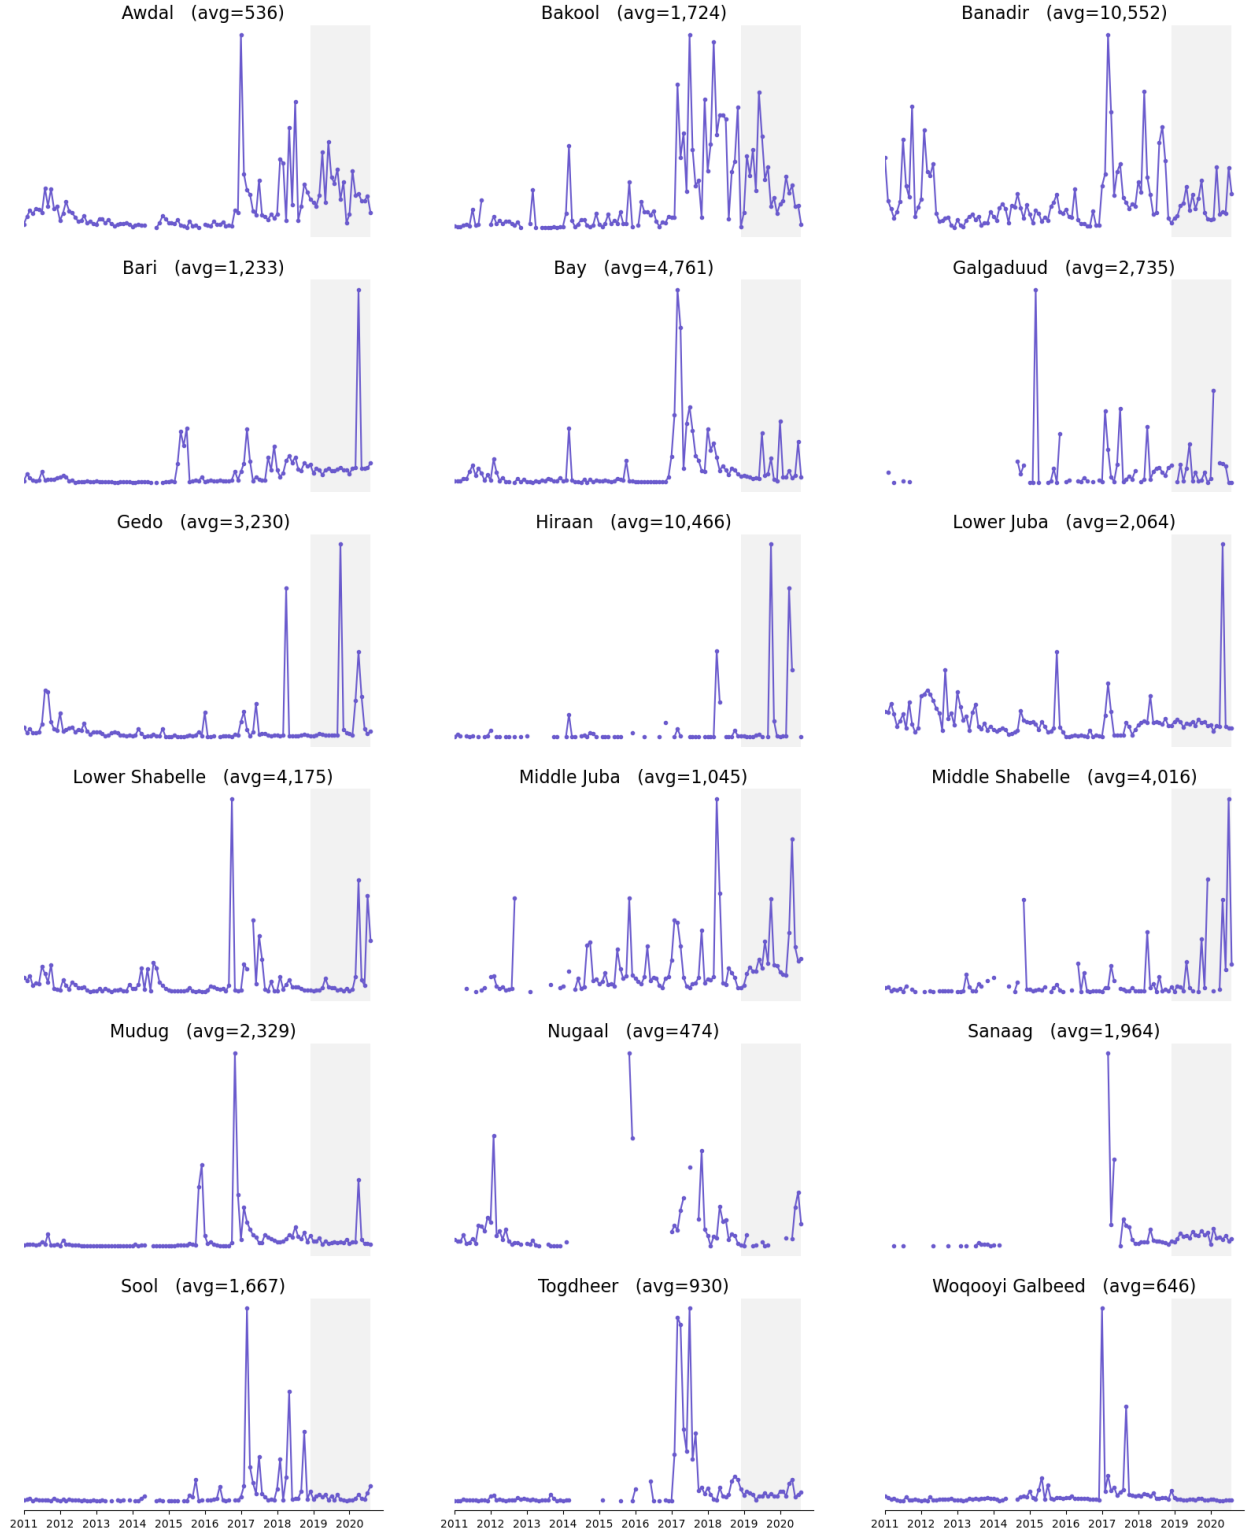 Awdal (avg=536) Bakool (avg=1,724) Banadir (avg=10,552)
Bari (avg=1,233) Bay (avg=4,761) Galgaduud (avg=2,735)
Gedo (avg=3,230) Hiraan (avg=10,466) Lower Juba (avg=2,064)
Lower Shabelle (avg=4,175) Middle Juba (avg=1,045) Middle Shabelle (avg=4,016)
Mudug (avg=2,329) Nugaal (avg=474) Sanaag (avg=1,964)
Sool (avg=1,667) Togdheer (avg=930) Woqooyi Galbeed (avg=646)
2011 2012 2013 2014 2015 2016 2017 2018 2019 2020 2011 2012 2013 2014 2015 2016 2017 2018 2019 2020 2011 2012 2013 2014 2015 2016 2017 2018 2019 2020